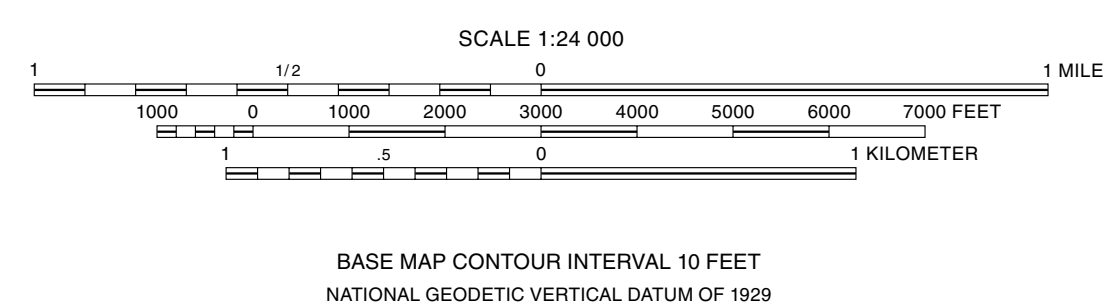 SCALE 1:24 000
1 1/2 0 1 MILE
1000 0 1000 2000 3000 4000 5000 6000 7000 FEET
1 .5 0 1 KILOMETER
BASE MAP CONTOUR INTERVAL 10 FEET
NATIONAL GEODETIC VERTICAL DATUM OF 1929